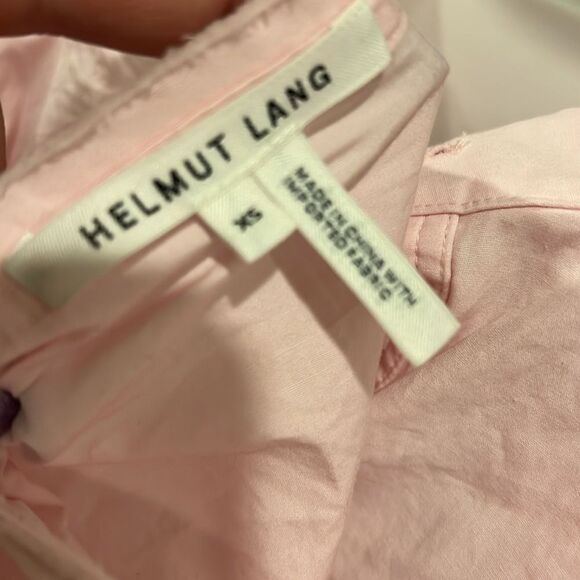 HELMUT LANG
XS
MADE IN CHINA WITH
IMPORTED FABRIC